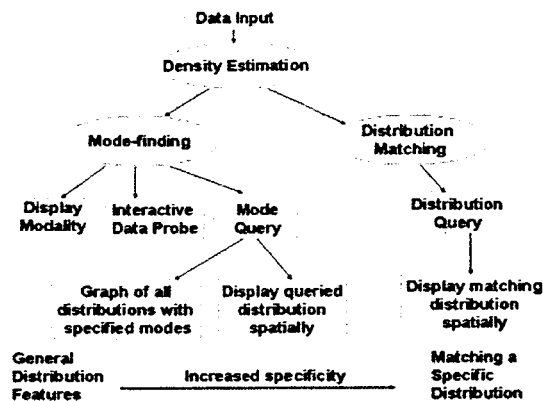 Data Input
Density Estimation
Mode-finding
Distribution
Matching
Display
Modality
Interactive
Data Probe
Mode
Query
Distribution
Query
Graph of all
distributions with
specified modes
Display queried
distribution
spatially
Display matching
distribution
spatially
General
Distribution
Features
Increased specificity
Matching a
Specific
Distribution